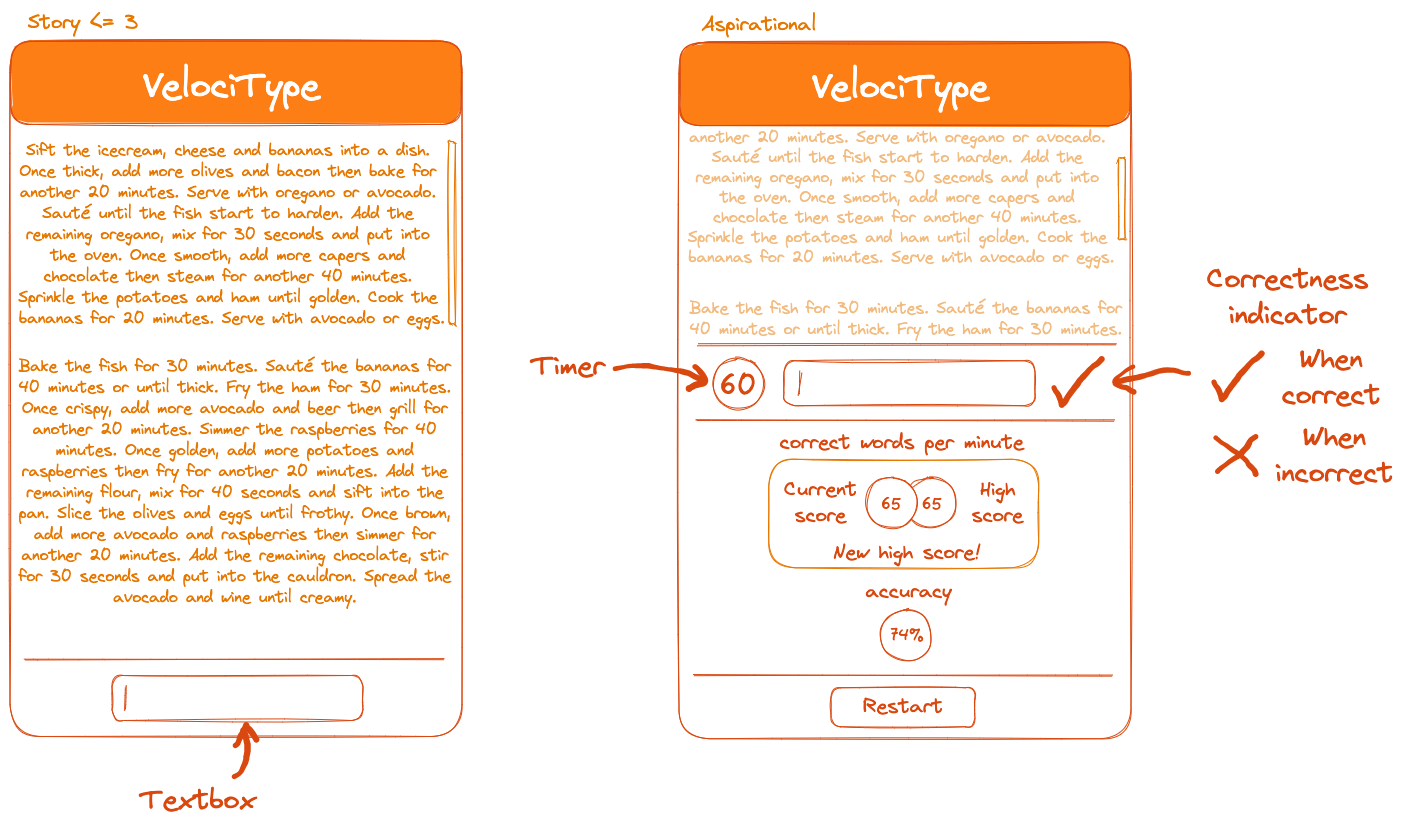 Story <= 3
VelociType
Sift the icecream, cheese and bananas into a dish.
Once thick, add more olives and bacon then bake for
another 20 minutes. Serve with oregano or avocado.
Sauté until the fish start to harden. Add the
remaining oregano, mix for 30 seconds and put into
the oven. Once smooth, add more capers and
chocolate then steam for another 40 minutes.
Sprinkle the potatoes and ham until golden. Cook the
bananas for 20 minutes. Serve with avocado or eggs.
Bake the fish for 30 minutes. Sauté the bananas for
40 minutes or until thick. Fry the ham for 30 minutes.
Once crispy, add more avocado and beer then grill for
another 20 minutes. Simmer the raspberries for 40
minutes. Once golden, add more potatoes and
raspberries then fry for another 20 minutes. Add the
remaining flour, mix for 40 seconds and sift into the
pan. Slice the olives and eggs until frothy. Once brown,
add more avocado and raspberries then simmer for
another 20 minutes. Add the remaining chocolate, stir
for 30 seconds and put into the cauldron. Spread the
avocado and wine until creamy.
Textbox
Aspirational
VelociType
another 20 minutes. Serve with oregano or avocado.
Sauté until the fish start to harden. Add the
remaining oregano, mix for 30 seconds and put into
the oven. Once smooth, add more capers and
chocolate then steam for another 40 minutes.
Sprinkle the potatoes and ham until golden. Cook the
bananas for 20 minutes. Serve with avocado or eggs.
Bake the fish for 30 minutes. Sauté the bananas for
40 minutes or until thick. Fry the ham for 30 minutes.
Timer
60
correct words per minute
Current
score
65
65
High
score
New high score!
accuracy
74%
Restart
Correctness
indicator
When
correct
When
incorrect